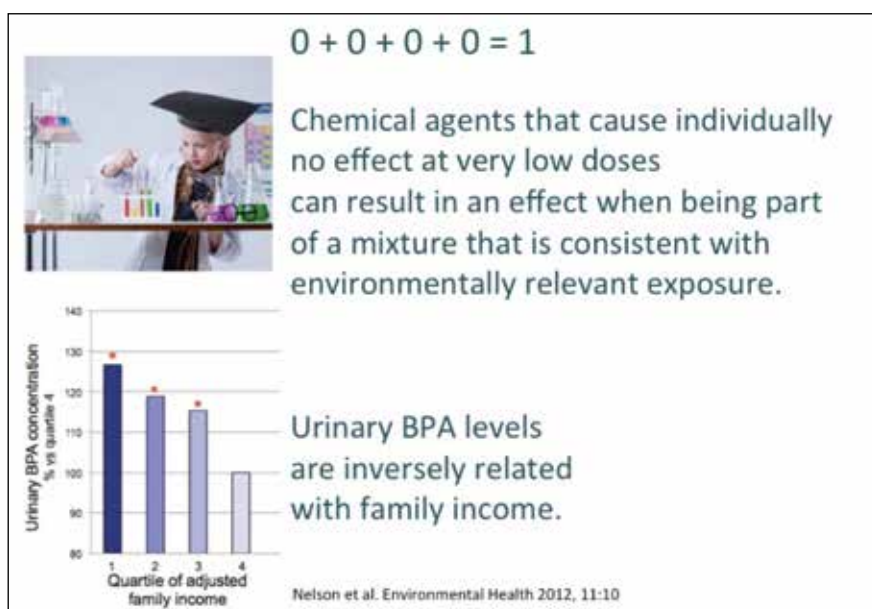 0 + 0 + 0 + 0 = 1
Chemical agents that cause individually
no effect at very low doses
can result in an effect when being part
of a mixture that is consistent with
environmentally relevant exposure.
140
130
120
110
100
90
80
Urinary BPA concentration
% vs quartile 4
*
*
*
1 2 3 4
Quartile of adjusted
family income
Urinary BPA levels
are inversely related
with family income.
Nelson et al. Environmental Health 2012, 11:10